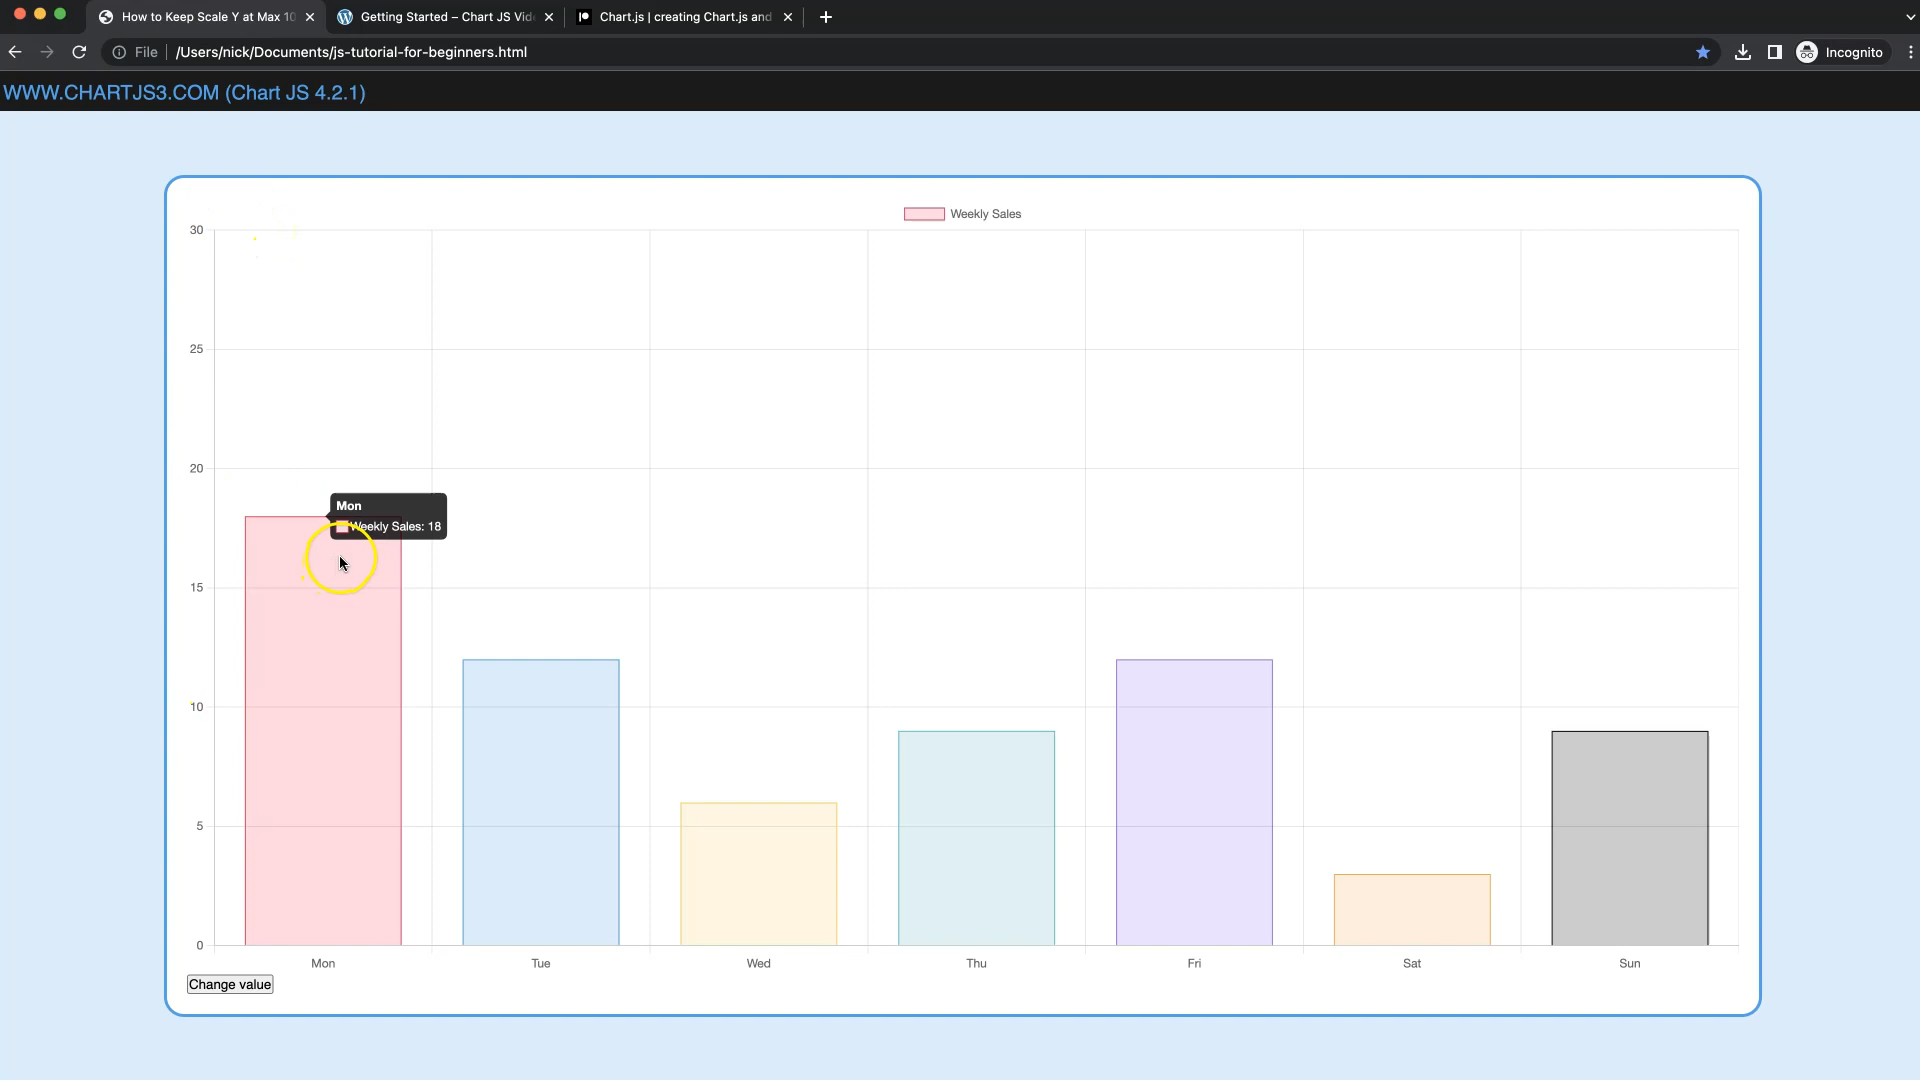 How to Keep Scale Y at Max 10
Getting Started – Chart JS Vid
Chart.js | creating Chart.js and
File
/Users/nick/Documents/js-tutorial-for-beginners.html
Incognito
WWW.CHARTJS3.COM (Chart JS 4.2.1)
Weekly Sales
30
25
20
Mon
Weekly Sales: 18
15
10
5
0
Mon Tue Wed Thu Fri Sat Sun
Change value